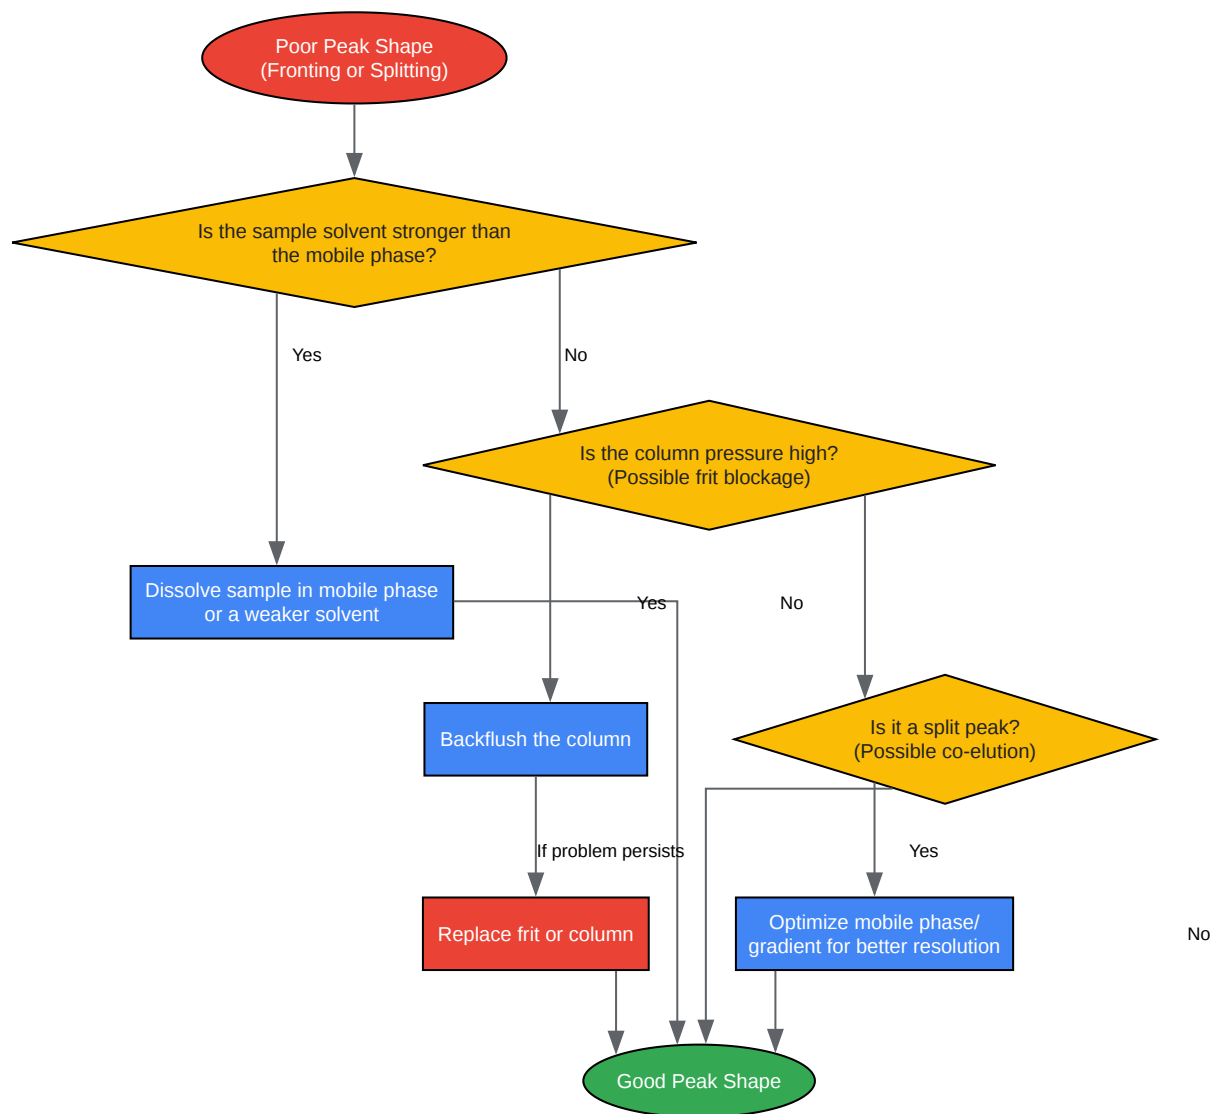 Poor Peak Shape
(Fronting or Splitting)
Is the sample solvent stronger than
the mobile phase?
Yes
No
Is the column pressure high?
(Possible frit blockage)
Dissolve sample in mobile phase
or a weaker solvent
Yes
No
Backflush the column
Is it a split peak?
(Possible co-elution)
If problem persists
Yes
Replace frit or column
Optimize mobile phase/
gradient for better resolution
No
Good Peak Shape